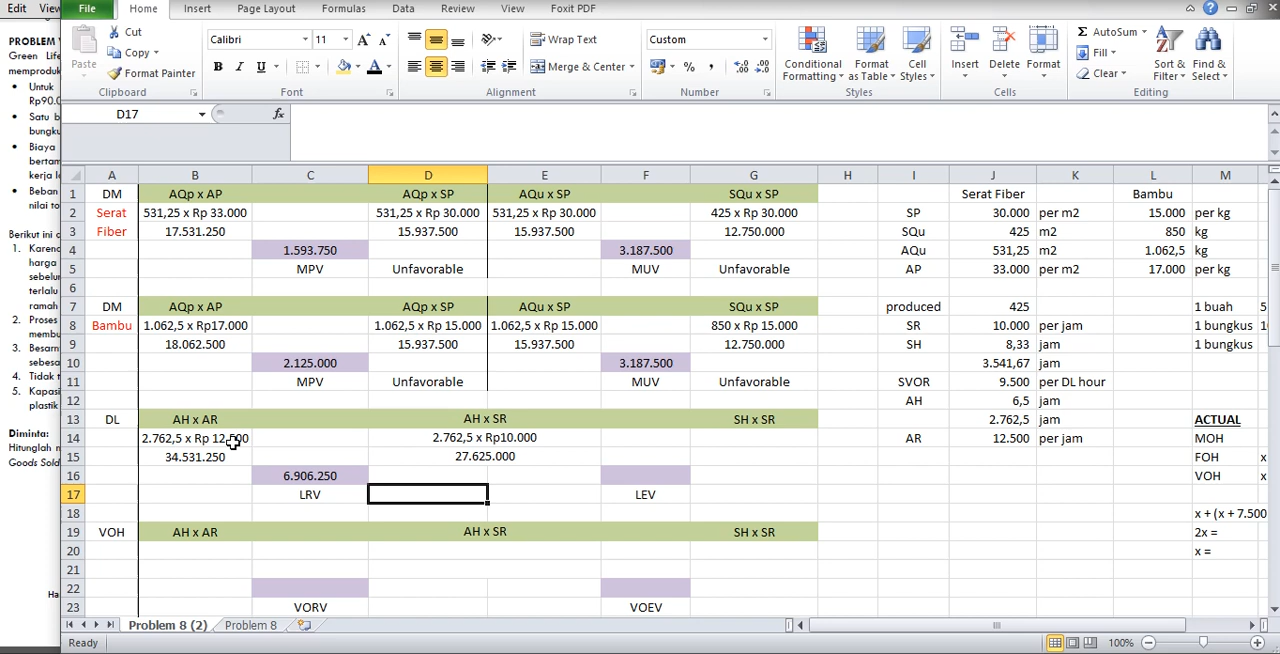 Edit View
File Home Insert Page Layout Formulas Data Review View Foxit PDF
Paste
Cut
Copy
Format Painter
Clipboard
Calibri 11
B I U
Font
Wrap Text
Merge & Center
Alignment
Custom
% ,
Number
Conditional Formatting
Format as Table
Cell Styles
Styles
Insert Delete Format
Cells
Σ AutoSum
Fill
Clear
Sort & Filter
Find & Select
Editing
D17 fx
PROBLEM
Green Life
memproduk
Untuk
Rp90.0
Satu b
bungku
Biaya
bertam
kerja l
Beban
nilai to
Berikut ini
1. Karen
harga
sebelu
terlalu
ramah
2. Proses
membu
3. Besarn
sebesa
4. Tidak t
5. Kapasi
plastik
Diminta:
Hitunglah m
Goods Sold
Ha
A B C D E F G H I J K L M
1 DM AQp x AP AQp x SP AQu x SP SQu x SP Serat Fiber Bambu
2 Serat 531,25 x Rp 33.000 531,25 x Rp 30.000 531,25 x Rp 30.000 425 x Rp 30.000 SP 30.000 per m2 15.000 per kg
3 Fiber 17.531.250 15.937.500 15.937.500 12.750.000 SQu 425 m2 850 kg
4 1.593.750 3.187.500 AQu 531,25 m2 1.062,5 kg
5 MPV Unfavorable MUV Unfavorable AP 33.000 per m2 17.000 per kg
6
7 DM AQp x AP AQp x SP AQu x SP SQu x SP produced 425 1 buah 5
8 Bambu 1.062,5 x Rp17.000 1.062,5 x Rp 15.000 1.062,5 x Rp 15.000 850 x Rp 15.000 SR 10.000 per jam 1 bungkus
9 18.062.500 15.937.500 15.937.500 12.750.000 SH 8,33 jam 1 bungkus
10 2.125.000 3.187.500 3.541,67 jam
11 MPV Unfavorable MUV Unfavorable SVOR 9.500 per DL hour
12 AH 6,5 jam
13 DL AH x AR AH x SR SH x SR 2.762,5 jam ACTUAL
14 2.762,5 x Rp 12.500 2.762,5 x Rp10.000 AR 12.500 per jam MOH
15 34.531.250 27.625.000 FOH x
16 6.906.250 VOH x
17 LRV LEV
18 x + (x + 7.500
19 VOH AH x AR AH x SR SH x SR 2x =
20 x =
21
22
23 VORV VOEV
Problem 8 (2) Problem 8
Ready 100%